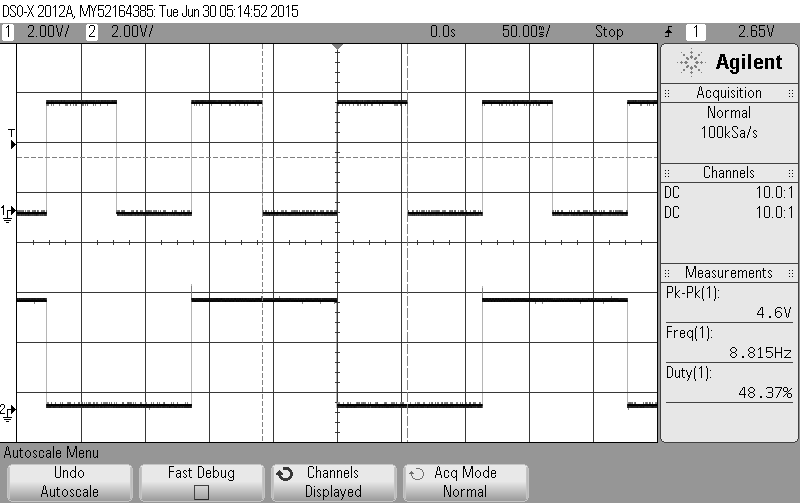 DSO-X 2012A, MY52164385: Tue Jun 30 05:14:52 2015
1 2.00V/ 2 2.00V/ 0.0s 50.00ms/ Stop 1 2.65V
Agilent
Acquisition
Normal
100kSa/s
Channels
DC 10.0:1
DC 10.0:1
Measurements
Pk-Pk(1):
4.6V
Freq(1):
8.815Hz
Duty(1):
48.37%
T
1
2
Autoscale Menu
Undo Autoscale
Fast Debug
Channels Displayed
Acq Mode Normal